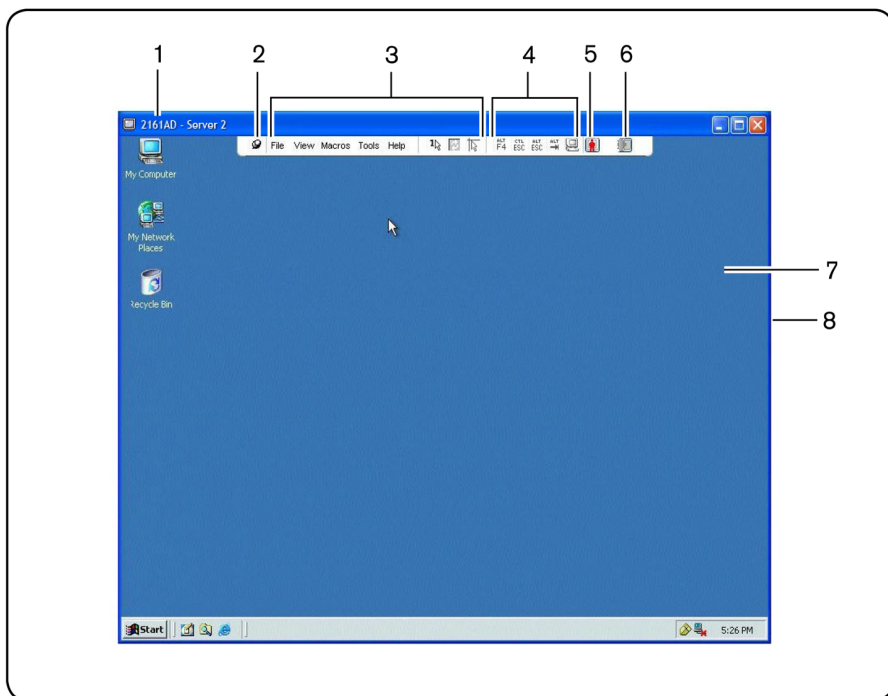 1
2
3
4
5
6
2161AD - Server 2
File View Macros Tools Help
ALT F4
CTL ESC
ALT ESC
ALT
My Computer
My Network
Places
Recycle Bin
7
8
Start
5:26 PM